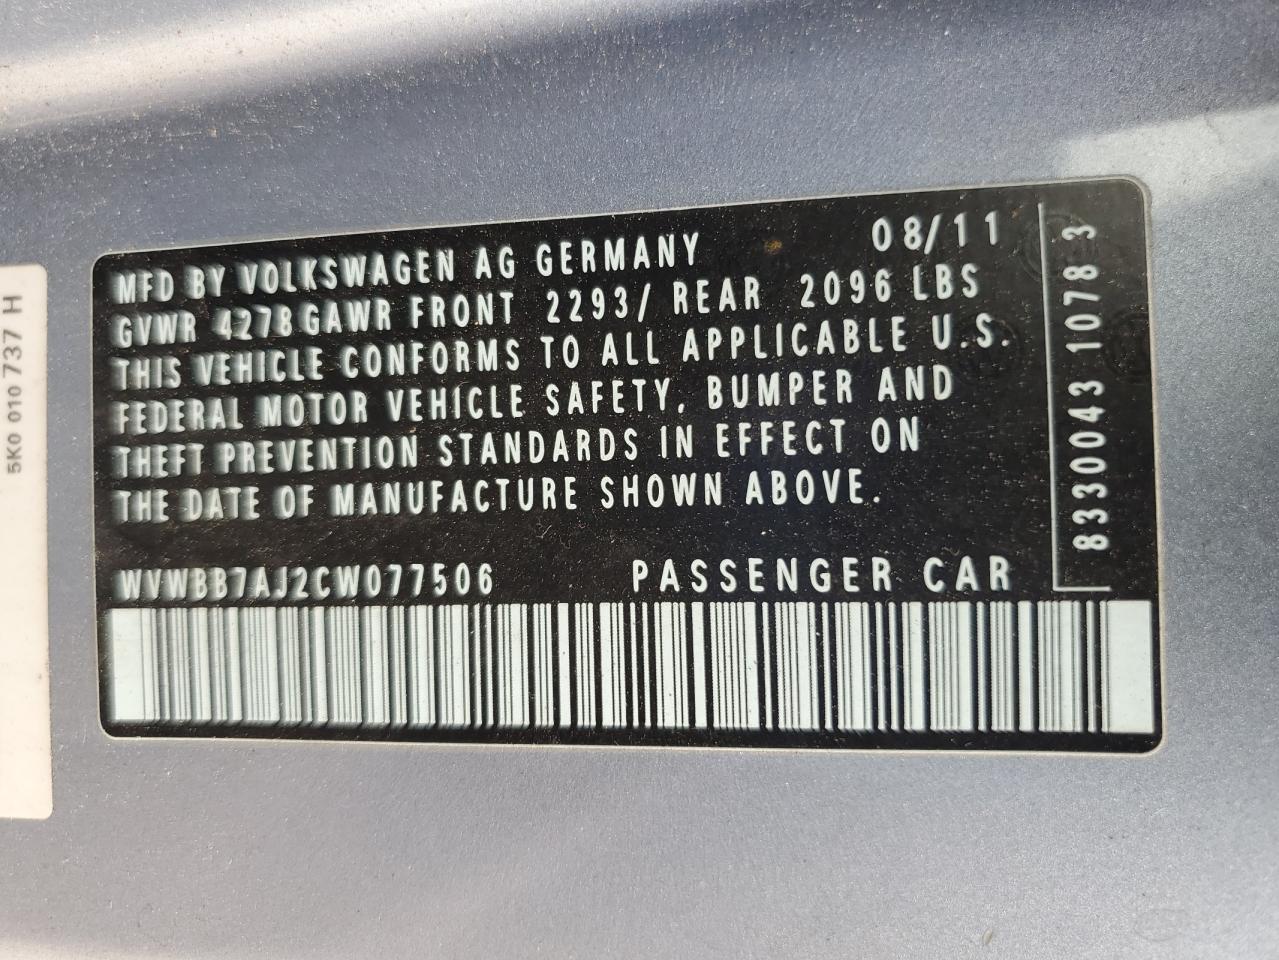 MFD BY VOLKSWAGEN AG GERMANY 08/11
GVWR 4278 GAWR FRONT 2293/ REAR 2096 LBS
THIS VEHICLE CONFORMS TO ALL APPLICABLE U.S.
FEDERAL MOTOR VEHICLE SAFETY, BUMPER AND
THEFT PREVENTION STANDARDS IN EFFECT ON
THE DATE OF MANUFACTURE SHOWN ABOVE.
WVWBB7AJ2CW077506 PASSENGER CAR
8330043 1078 3
5K0 010 737 H